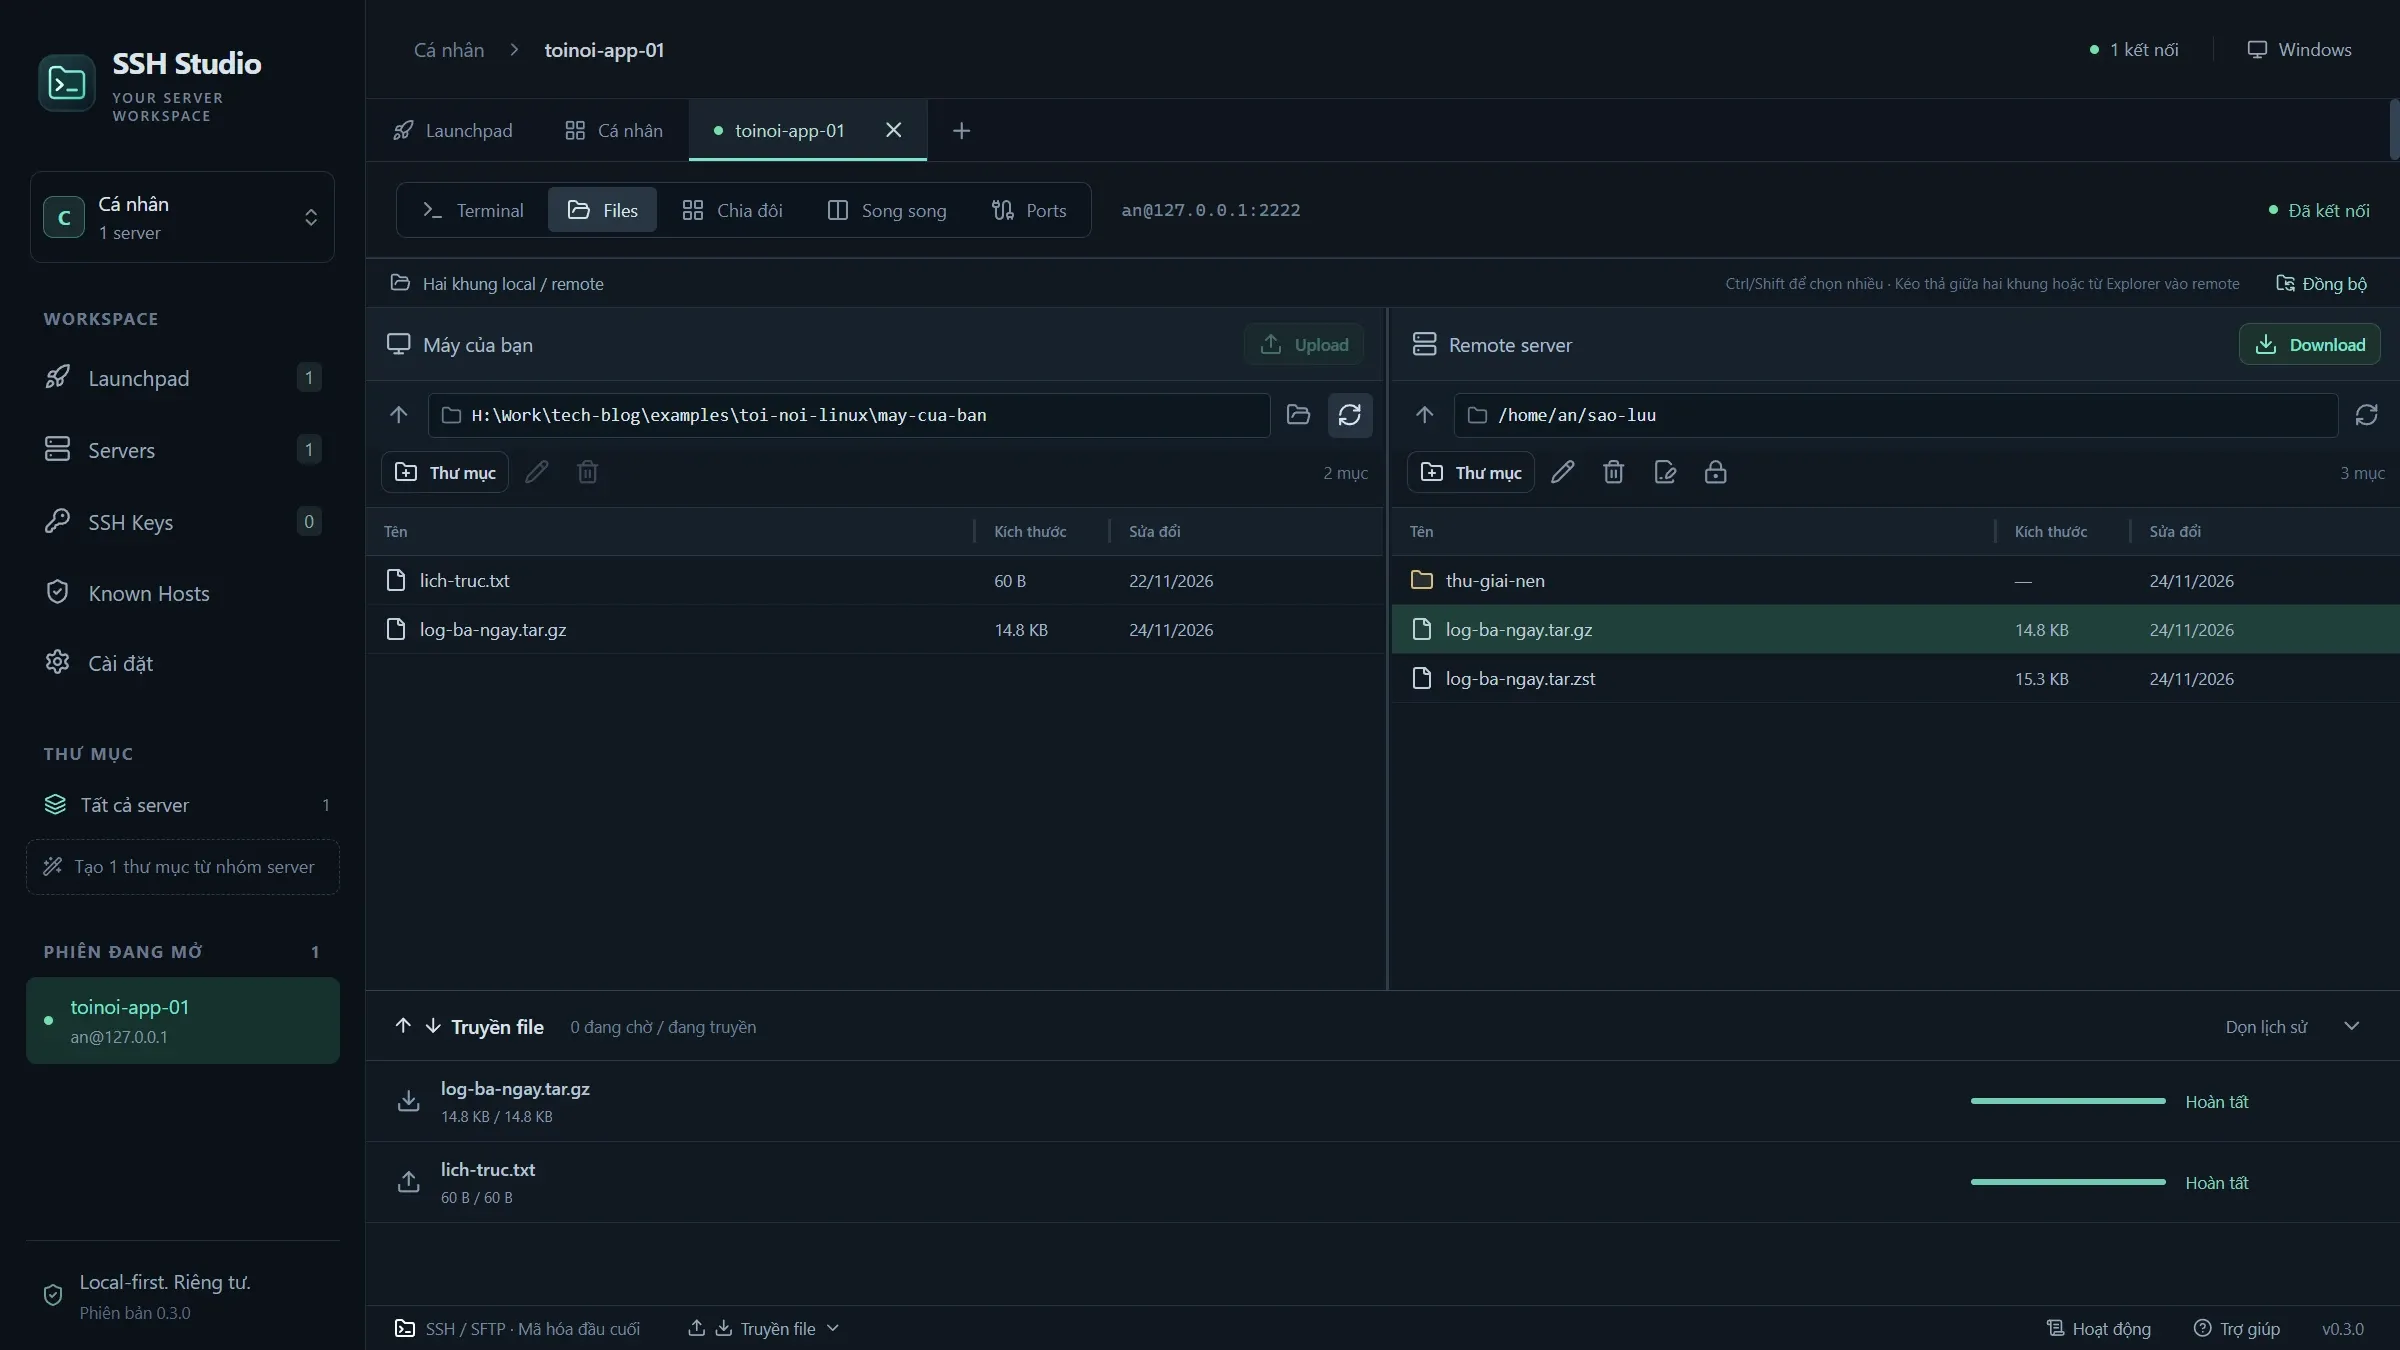 SSH Studio
YOUR SERVER
WORKSPACE
C
Cá nhân
1 server
WORKSPACE
Launchpad 1
Servers 1
SSH Keys 0
Known Hosts
Cài đặt
THƯ MỤC
Tất cả server 1
Tạo 1 thư mục từ nhóm server
PHIÊN ĐANG MỞ 1
toinoi-app-01
an@127.0.0.1
Local-first. Riêng tư.
Phiên bản 0.3.0
Cá nhân > toinoi-app-01
1 kết nối
Windows
Launchpad
Cá nhân
toinoi-app-01
Terminal
Files
Chia đôi
Song song
Ports
an@127.0.0.1:2222
Đã kết nối
Hai khung local / remote
Ctrl/Shift để chọn nhiều · Kéo thả giữa hai khung hoặc từ Explorer vào remote
Đồng bộ
Máy của bạn
Upload
H:\Work\tech-blog\examples\toi-noi-linux\may-cua-ban
Thư mục
2 mục
Tên Kích thước Sửa đổi
lich-truc.txt 60 B 22/11/2026
log-ba-ngay.tar.gz 14.8 KB 24/11/2026
Remote server
Download
/home/an/sao-luu
Thư mục
3 mục
Tên Kích thước Sửa đổi
thu-giai-nen — 24/11/2026
log-ba-ngay.tar.gz 14.8 KB 24/11/2026
log-ba-ngay.tar.zst 15.3 KB 24/11/2026
Truyền file 0 đang chờ / đang truyền
Dọn lịch sử
log-ba-ngay.tar.gz
14.8 KB / 14.8 KB
Hoàn tất
lich-truc.txt
60 B / 60 B
Hoàn tất
SSH / SFTP · Mã hóa đầu cuối
Truyền file
Hoạt động
Trợ giúp
v0.3.0